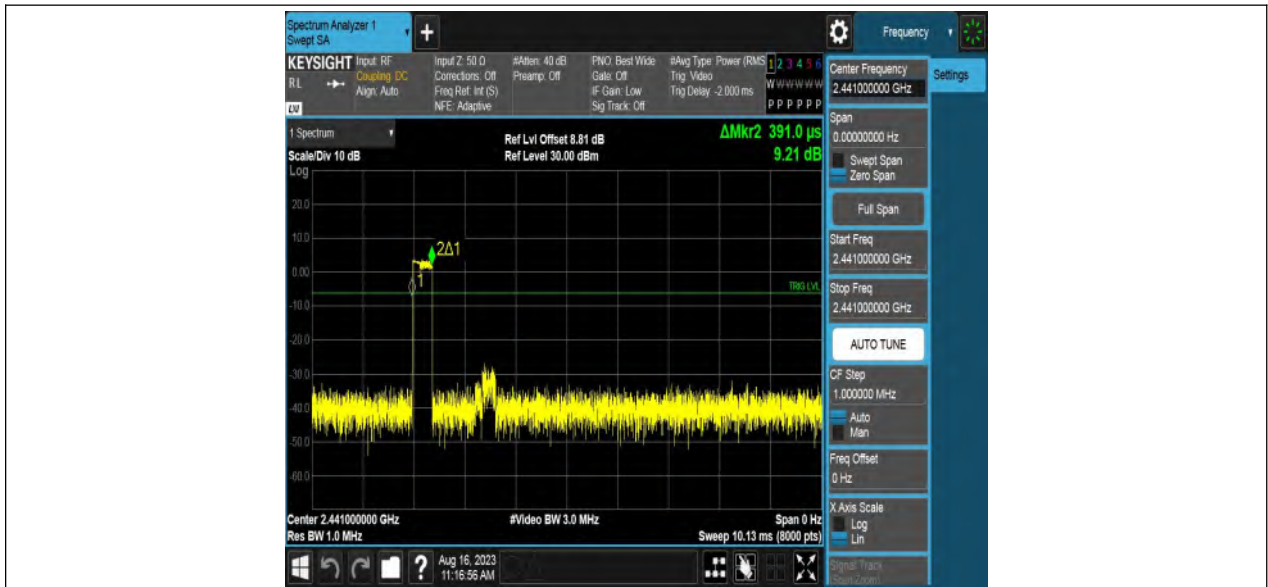 Spectrum Analyzer 1
Swept SA
+
Frequency
KEYSIGHT
RL
LXI
Input: RF
Coupling: DC
Align: Auto
Input Z: 50 Ω
Corrections: Off
Freq Ref: Int (S)
NFE: Adaptive
#Atten: 40 dB
Preamp: Off
PNO: Best Wide
Gate: Off
IF Gain: Low
Sig Track: Off
#Avg Type: Power (RMS
Trig: Video
Trig Delay: -2.000 ms
1 2 3 4 5 6
W W W W W W
P P P P P P
1 Spectrum
Scale/Div 10 dB
Log
Ref Lvl Offset 8.81 dB
Ref Level 30.00 dBm
ΔMkr2 391.0 µs
9.21 dB
20.0
10.0
0.00
-10.0
-20.0
-30.0
-40.0
-50.0
-60.0
2Δ1
1
TRIG LVL
Center 2.441000000 GHz
Res BW 1.0 MHz
#Video BW 3.0 MHz
Span 0 Hz
Sweep 10.13 ms (8000 pts)
?
Aug 16, 2023
11:16:56 AM
Center Frequency
2.441000000 GHz
Settings
Span
0.00000000 Hz
Swept Span
Zero Span
Full Span
Start Freq
2.441000000 GHz
Stop Freq
2.441000000 GHz
AUTO TUNE
CF Step
1.000000 MHz
Auto
Man
Freq Offset
0 Hz
X Axis Scale
Log
Lin
Signal Track
(Span Zoom)